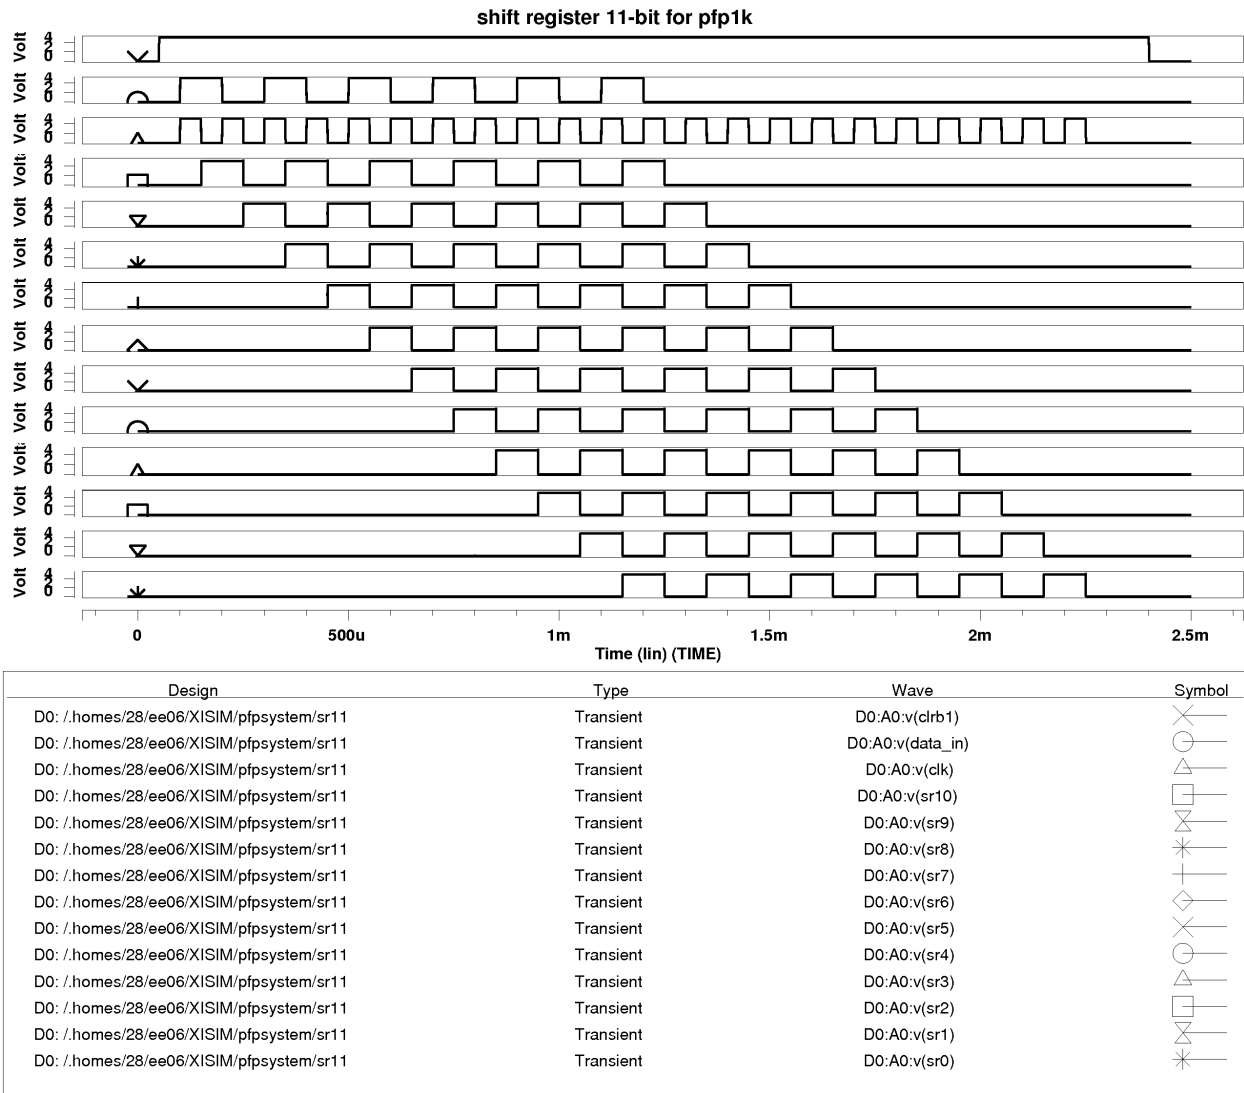 shift register 11-bit for pfp1k
Volt 4 2 0
Volt 4 2 0
Volt 4 2 0
Volt 4 2 0
Volt 4 2 0
Volt 4 2 0
Volt 4 2 0
Volt 4 2 0
Volt 4 2 0
Volt 4 2 0
Volt 4 2 0
Volt 4 2 0
Volt 4 2 0
Volt 4 2 0
0 500u 1m 1.5m 2m 2.5m
Time (lin) (TIME)
Design Type Wave Symbol
D0: /.homes/28/ee06/XISIM/pfpsystem/sr11 Transient D0:A0:v(clrb1)
D0: /.homes/28/ee06/XISIM/pfpsystem/sr11 Transient D0:A0:v(data_in)
D0: /.homes/28/ee06/XISIM/pfpsystem/sr11 Transient D0:A0:v(clk)
D0: /.homes/28/ee06/XISIM/pfpsystem/sr11 Transient D0:A0:v(sr10)
D0: /.homes/28/ee06/XISIM/pfpsystem/sr11 Transient D0:A0:v(sr9)
D0: /.homes/28/ee06/XISIM/pfpsystem/sr11 Transient D0:A0:v(sr8)
D0: /.homes/28/ee06/XISIM/pfpsystem/sr11 Transient D0:A0:v(sr7)
D0: /.homes/28/ee06/XISIM/pfpsystem/sr11 Transient D0:A0:v(sr6)
D0: /.homes/28/ee06/XISIM/pfpsystem/sr11 Transient D0:A0:v(sr5)
D0: /.homes/28/ee06/XISIM/pfpsystem/sr11 Transient D0:A0:v(sr4)
D0: /.homes/28/ee06/XISIM/pfpsystem/sr11 Transient D0:A0:v(sr3)
D0: /.homes/28/ee06/XISIM/pfpsystem/sr11 Transient D0:A0:v(sr2)
D0: /.homes/28/ee06/XISIM/pfpsystem/sr11 Transient D0:A0:v(sr1)
D0: /.homes/28/ee06/XISIM/pfpsystem/sr11 Transient D0:A0:v(sr0)